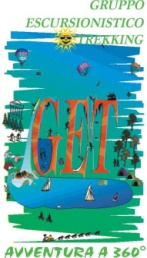 GRUPPO
ESCURSIONISTICO
TREKKING
GET
AVVENTURA A 360°